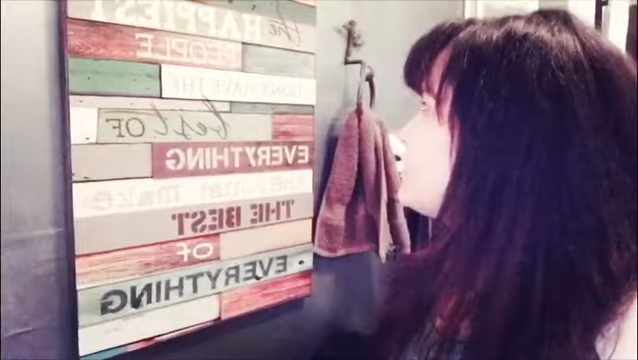 the
HAPPIEST
PEOPLE
DON'T HAVE THE
best OF
EVERYTHING
they just make
THE BEST
OF
EVERYTHING.